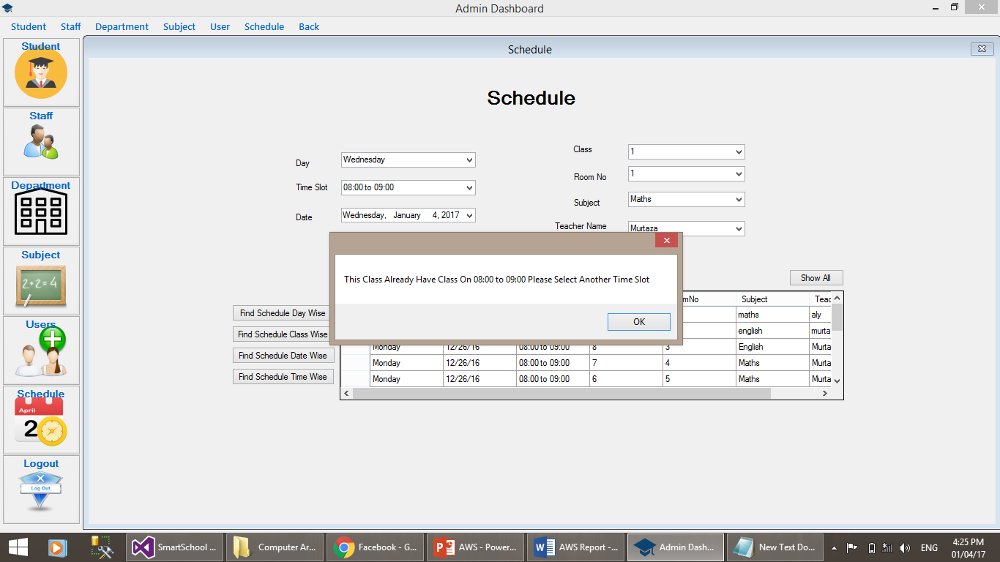 Admin Dashboard
Student Staff Department Subject User Schedule Back
Student
Staff
Department
Subject
2+2=4
Users
Schedule
April
2
Logout
Log Out
Schedule
Schedule
Day Wednesday
Time Slot 08:00 to 09:00
Date Wednesday, January 4, 2017
Class 1
Room No 1
Subject Maths
Teacher Name Murtaza
This Class Already Have Class On 08:00 to 09:00 Please Select Another Time Slot
OK
Show All
Find Schedule Day Wise
Find Schedule Class Wise
Find Schedule Date Wise
Find Schedule Time Wise
mNo Subject Teac
maths aly
english murta
Monday 12/26/16 08:00 to 09:00 8 3 English Murta
Monday 12/26/16 08:00 to 09:00 7 4 Maths Murta
Monday 12/26/16 08:00 to 09:00 6 5 Maths Murta
SmartSchool ... Computer Ar... Facebook - G... AWS - Power... AWS Report -... Admin Dash... New Text Do... ENG 4:25 PM
01/04/17